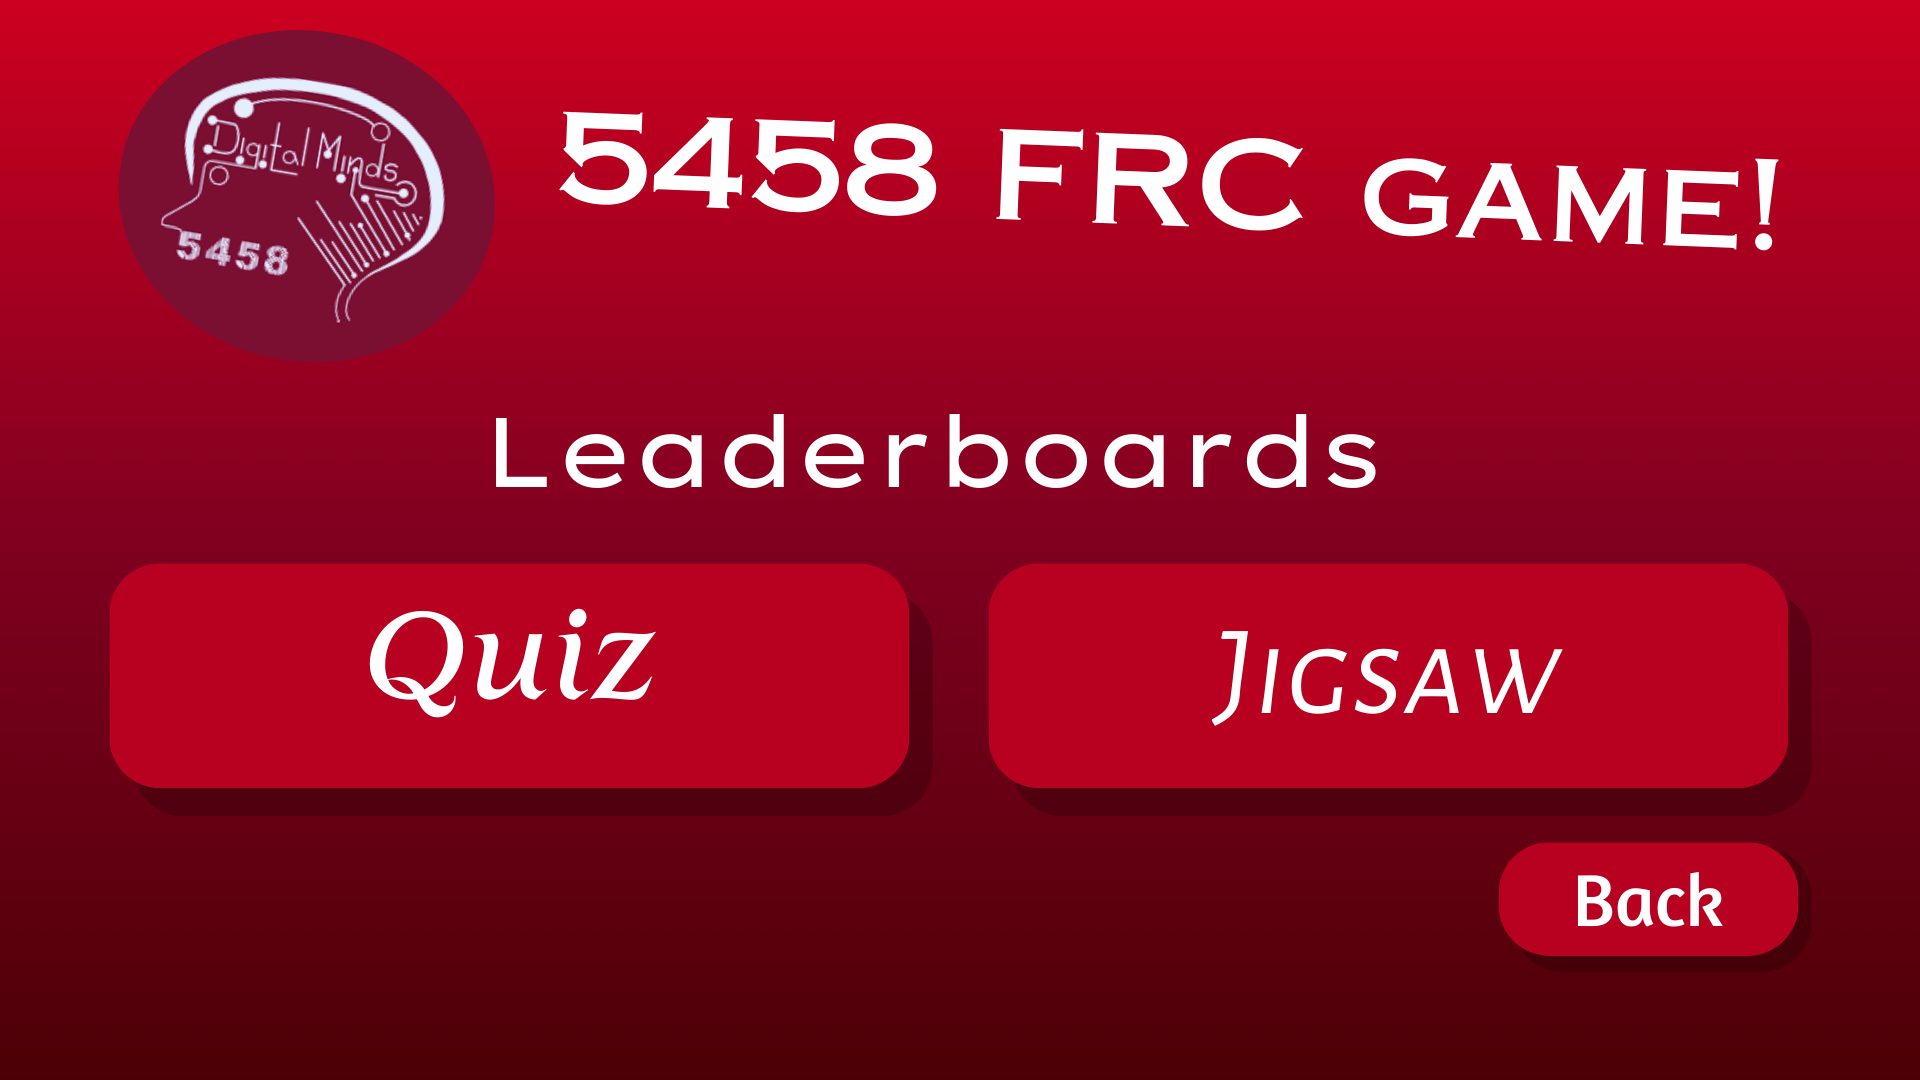 Digital Minds
5458
5458 FRC GAME!
Leaderboards
Quiz
JIGSAW
Back